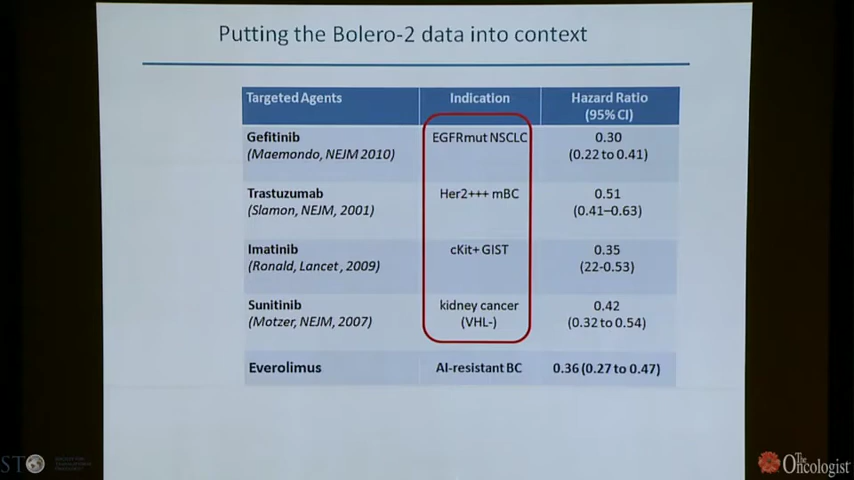 Putting the Bolero-2 data into context
Targeted Agents Indication Hazard Ratio
(95% CI)
Gefitinib EGFRmut NSCLC 0.30
(Maemondo, NEJM 2010) (0.22 to 0.41)
Trastuzumab Her2+++ mBC 0.51
(Slamon, NEJM, 2001) (0.41–0.63)
Imatinib cKit+ GIST 0.35
(Ronald, Lancet, 2009) (22-0.53)
Sunitinib kidney cancer 0.42
(Motzer, NEJM, 2007) (VHL-) (0.32 to 0.54)
Everolimus AI-resistant BC 0.36 (0.27 to 0.47)
ST
The Oncologist